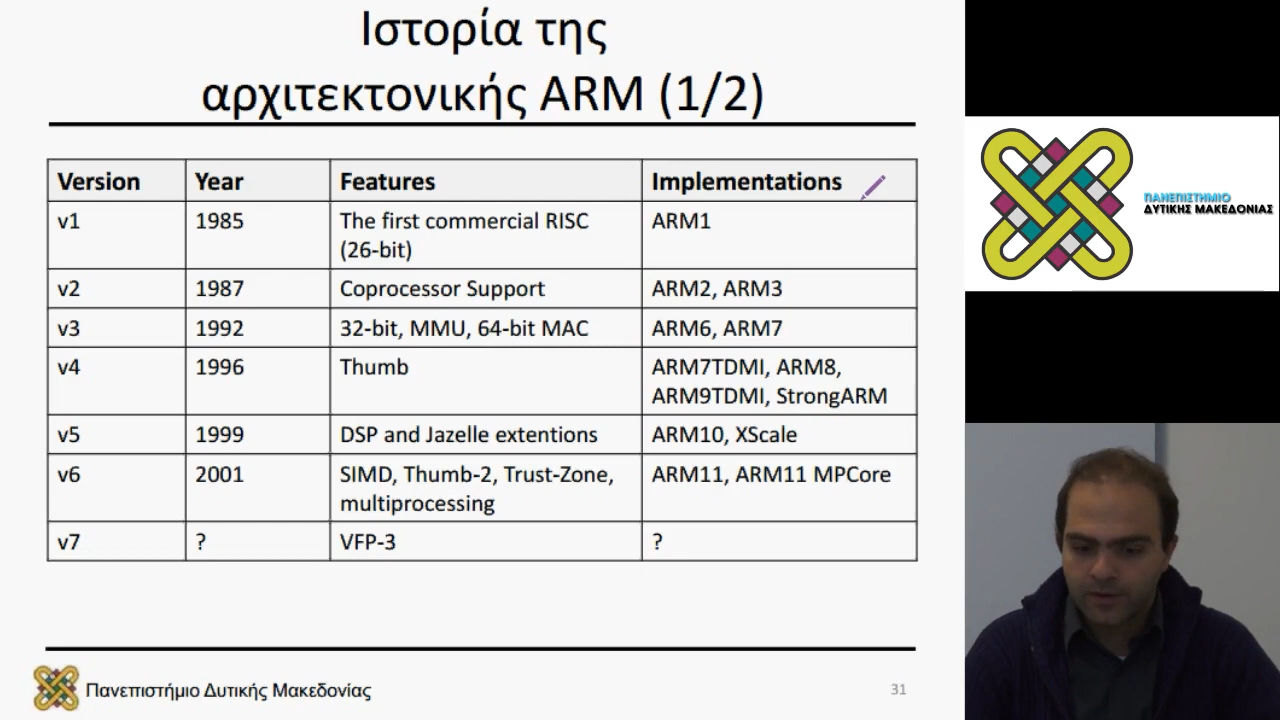 Ιστορία της
αρχιτεκτονικής ARM (1/2)
Version Year Features Implementations
v1 1985 The first commercial RISC (26-bit) ARM1
v2 1987 Coprocessor Support ARM2, ARM3
v3 1992 32-bit, MMU, 64-bit MAC ARM6, ARM7
v4 1996 Thumb ARM7TDMI, ARM8, ARM9TDMI, StrongARM
v5 1999 DSP and Jazelle extentions ARM10, XScale
v6 2001 SIMD, Thumb-2, Trust-Zone, multiprocessing ARM11, ARM11 MPCore
v7 ? VFP-3 ?
Πανεπιστήμιο Δυτικής Μακεδονίας
31
ΠΑΝΕΠΙΣΤΗΜΙΟ
ΔΥΤΙΚΗΣ ΜΑΚΕΔΟΝΙΑΣ